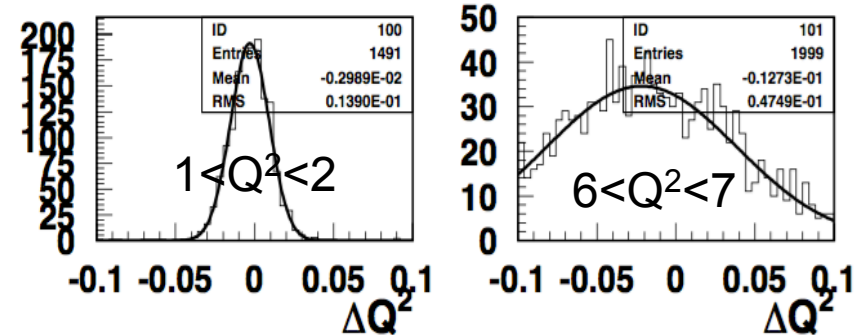 ID 100
Entries 1491
Mean -0.2989E-02
RMS 0.1390E-01
200
175
150
125
100
75
50
25
0
1<Q²<2
-0.1 -0.05 0 0.05 0.1
ΔQ²
ID 101
Entries 1999
Mean -0.1273E-01
RMS 0.4749E-01
50
40
30
20
10
0
6<Q²<7
-0.1 -0.05 0 0.05 0.1
ΔQ²